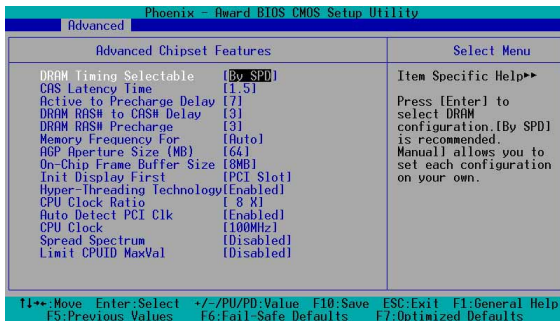 Phoenix - Award BIOS CMOS Setup Utility
Advanced
Advanced Chipset Features
Select Menu
DRAM Timing Selectable [By SPD]
CAS Latency Time [1.5]
Active to Precharge Delay [7]
DRAM RAS# to CAS# Delay [3]
DRAM RAS# Precharge [3]
Memory Frequency For [Auto]
AGP Aperture Size (MB) [64]
On-Chip Frame Buffer Size [8MB]
Init Display First [PCI Slot]
Hyper-Threading Technology[Enabled]
CPU Clock Ratio [ 8 X]
Auto Detect PCI Clk [Enabled]
CPU Clock [100MHz]
Spread Spectrum [Disabled]
Limit CPUID MaxVal [Disabled]
Item Specific Help►►
Press [Enter] to
select DRAM
configuration.[By SPD]
is recommended.
Manual] allows you to
set each configuration
on your own.
↑↓→←:Move Enter:Select +/-/PU/PD:Value F10:Save ESC:Exit F1:General Help
F5:Previous Values F6:Fail-Safe Defaults F7:Optimized Defaults